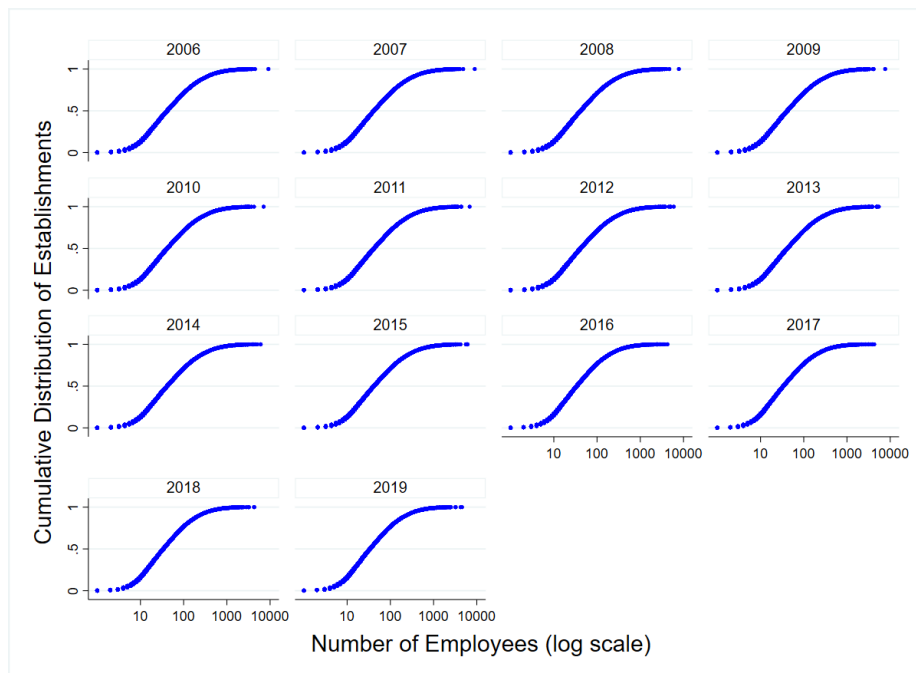 2006 2007 2008 2009
0 .5 1
2010 2011 2012 2013
0 .5 1
2014 2015 2016 2017
0 .5 1
10 100 1000 10000 10 100 1000 10000
2018 2019
0 .5 1
10 100 1000 10000 10 100 1000 10000
Cumulative Distribution of Establishments
Number of Employees (log scale)